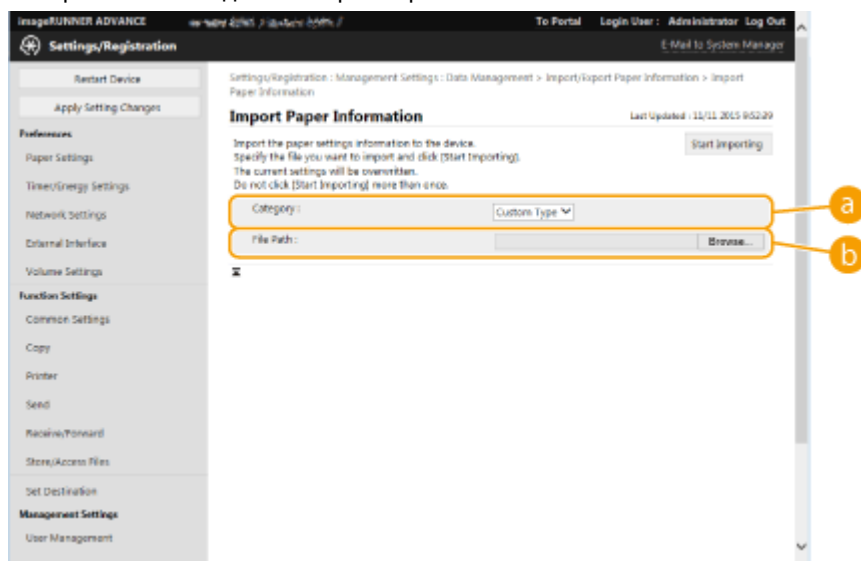 imageRUNNER ADVANCE
To Portal Login User : Administrator Log Out
Settings/Registration
E-Mail to System Manager
Restart Device
Apply Setting Changes
Preferences
Paper Settings
Timer/Energy Settings
Network Settings
External Interface
Volume Settings
Function Settings
Common Settings
Copy
Printer
Send
Receive/Forward
Store/Access Files
Set Destination
Management Settings
User Management
Settings/Registration : Management Settings : Data Management > Import/Export Paper Information > Import
Paper Information
Import Paper Information
Last Updated : 11/11 2015 9:52:39
Import the paper settings information to the device.
Specify the file you want to import and click [Start Importing].
The current settings will be overwritten.
Do not click [Start Importing] more than once.
Start Importing
Category :
Custom Type
a
File Path :
Browse...
b